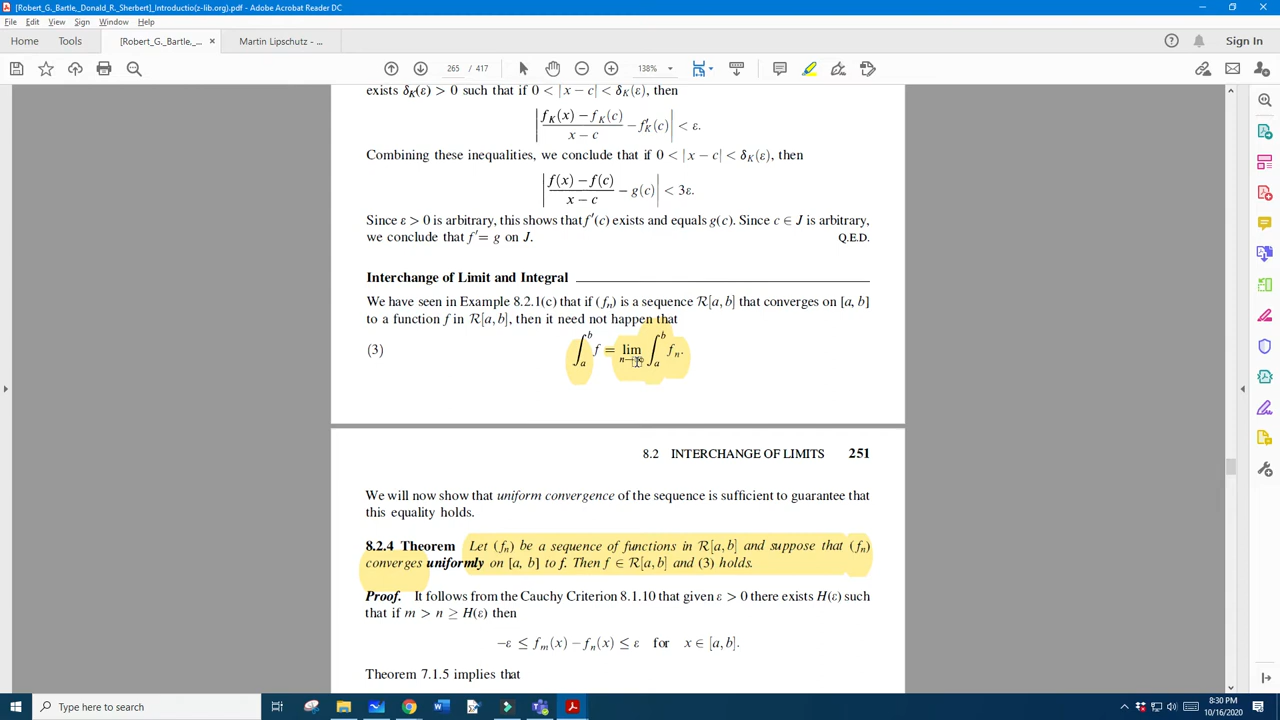 [Robert_G._Bartle,_Donald_R._Sherbert]_Introductio(z-lib.org).pdf - Adobe Acrobat Reader DC
File Edit View Sign Window Help
Home Tools [Robert_G._Bartle,_... × Martin Lipschutz - ... Sign In
265 / 417 138%
exists δ_K(ε) > 0 such that if 0 < |x − c| < δ_K(ε), then
|(f_K(x) − f_K(c))/(x − c) − f′_K(c)| < ε.
Combining these inequalities, we conclude that if 0 < |x − c| < δ_K(ε), then
|(f(x) − f(c))/(x − c) − g(c)| < 3ε.
Since ε > 0 is arbitrary, this shows that f′(c) exists and equals g(c). Since c ∈ J is arbitrary,
we conclude that f′ = g on J. Q.E.D.
Interchange of Limit and Integral
We have seen in Example 8.2.1(c) that if (f_n) is a sequence ℛ[a, b] that converges on [a, b]
to a function f in ℛ[a, b], then it need not happen that
(3) ∫_a^b f = lim_{n→∞} ∫_a^b f_n.
8.2 INTERCHANGE OF LIMITS 251
We will now show that uniform convergence of the sequence is sufficient to guarantee that
this equality holds.
8.2.4 Theorem Let (f_n) be a sequence of functions in ℛ[a, b] and suppose that (f_n)
converges uniformly on [a, b] to f. Then f ∈ ℛ[a, b] and (3) holds.
Proof. It follows from the Cauchy Criterion 8.1.10 that given ε > 0 there exists H(ε) such
that if m > n ≥ H(ε) then
−ε ≤ f_m(x) − f_n(x) ≤ ε for x ∈ [a, b].
Theorem 7.1.5 implies that
Type here to search
8:30 PM
10/16/2020